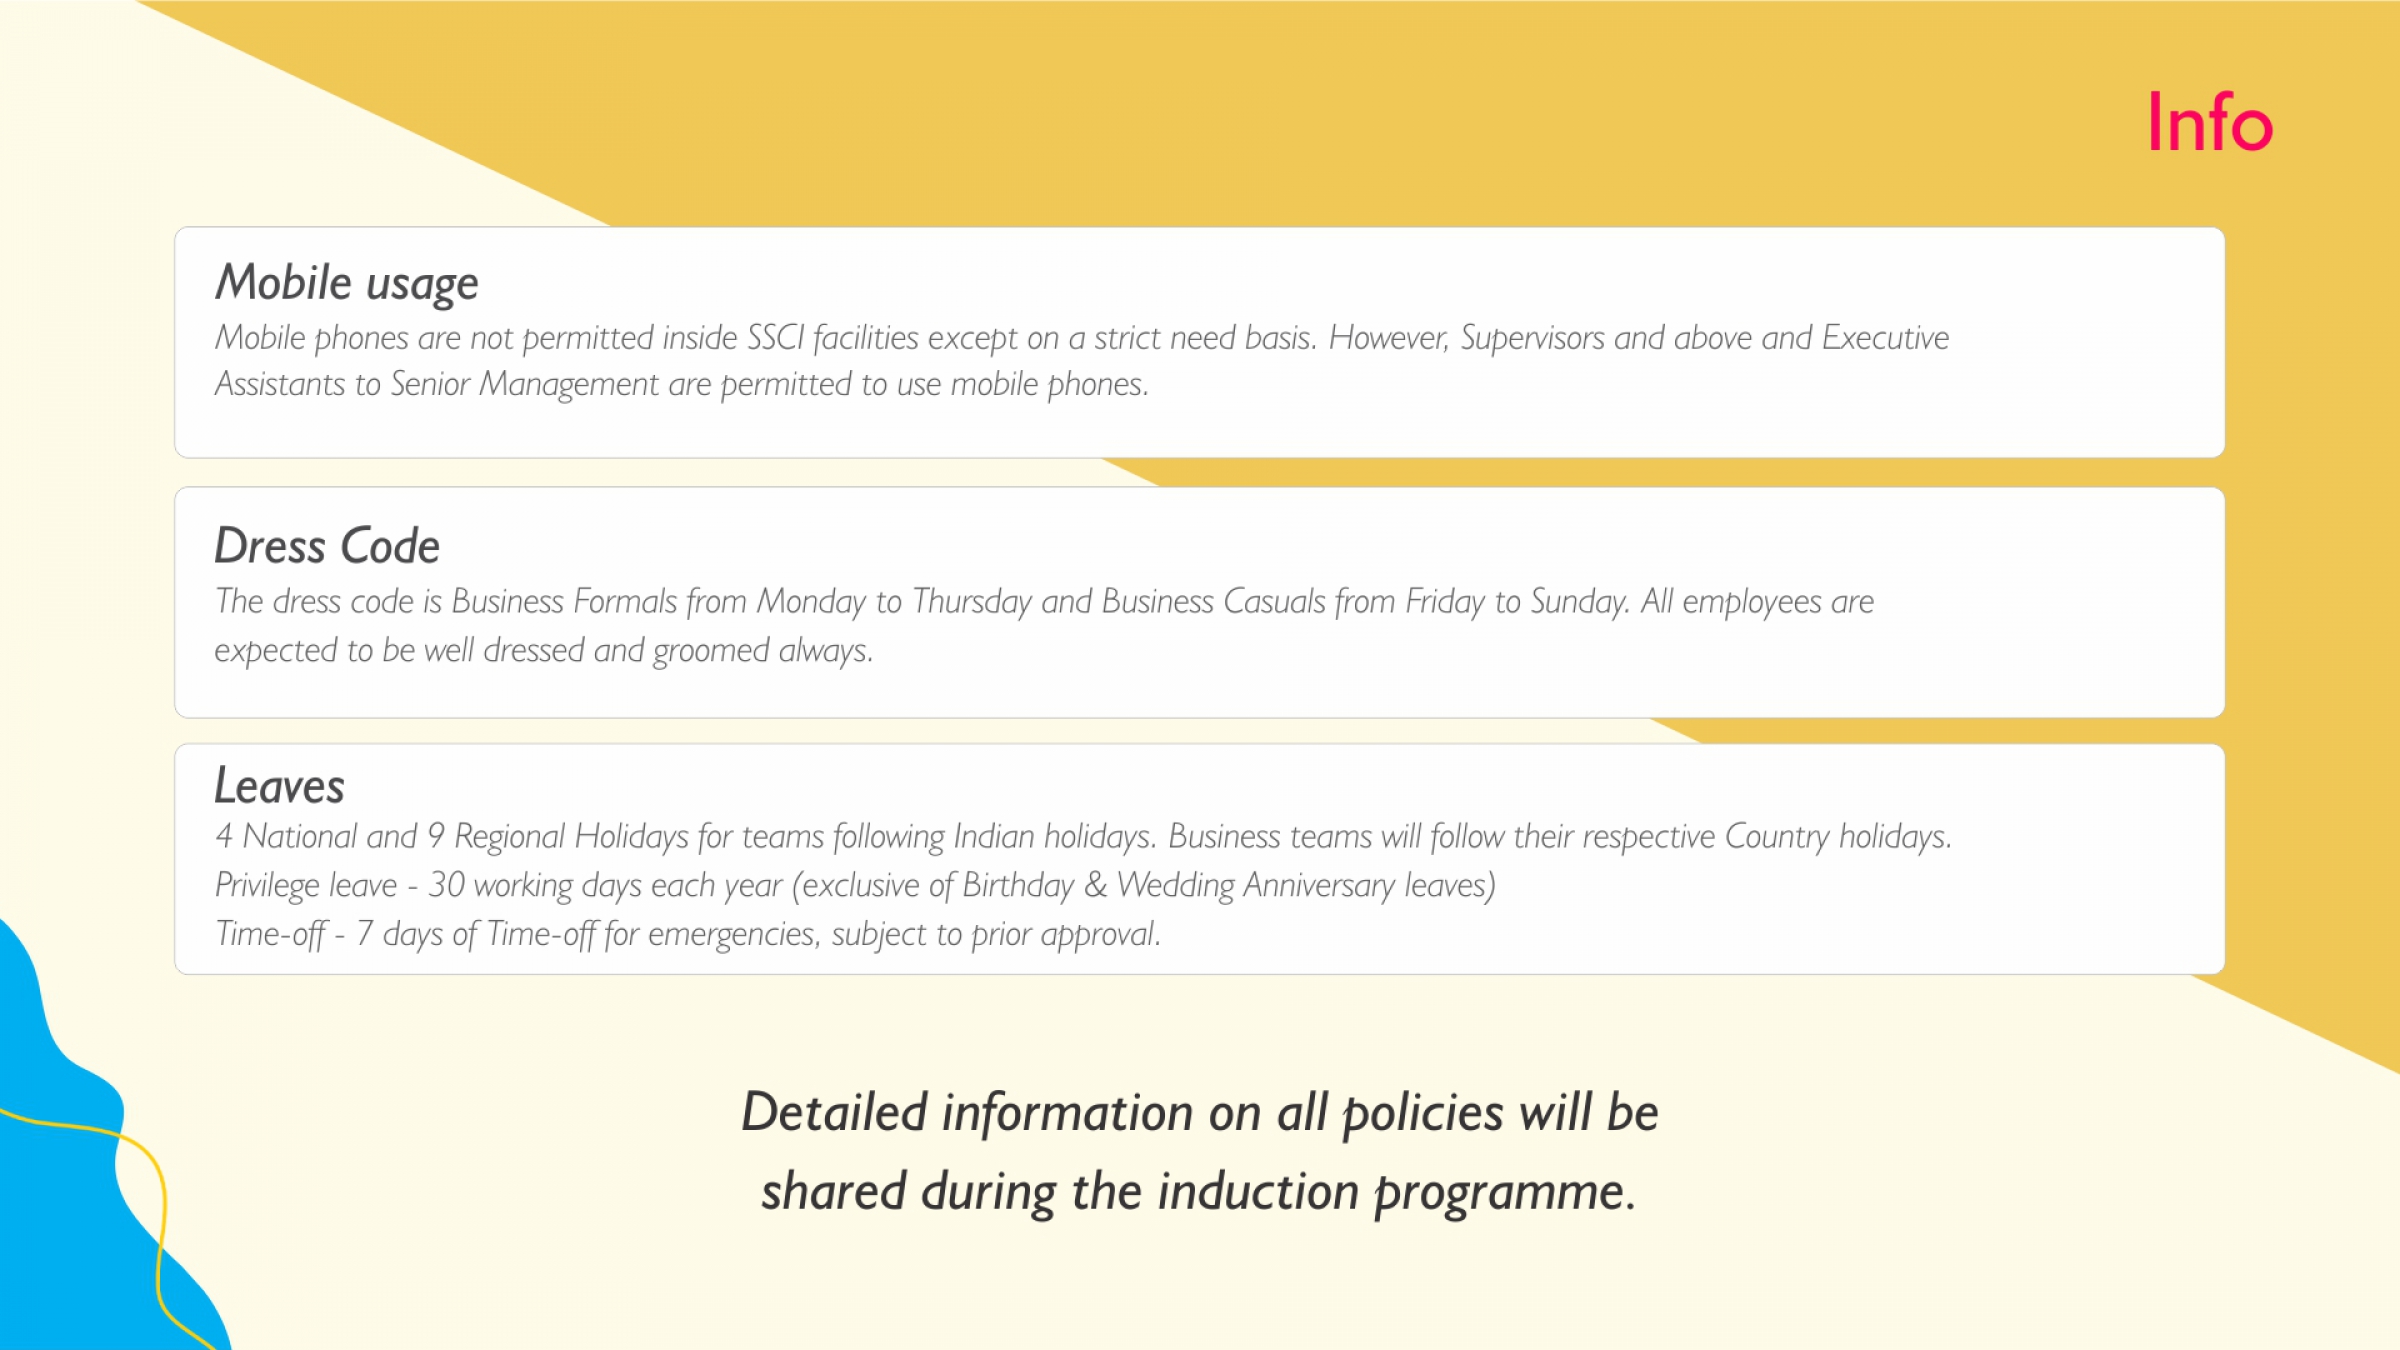 Info
Mobile usage
Mobile phones are not permitted inside SSCI facilities except on a strict need basis. However, Supervisors and above and Executive
Assistants to Senior Management are permitted to use mobile phones.
Dress Code
The dress code is Business Formals from Monday to Thursday and Business Casuals from Friday to Sunday. All employees are
expected to be well dressed and groomed always.
Leaves
4 National and 9 Regional Holidays for teams following Indian holidays. Business teams will follow their respective Country holidays.
Privilege leave - 30 working days each year (exclusive of Birthday & Wedding Anniversary leaves)
Time-off - 7 days of Time-off for emergencies, subject to prior approval.
Detailed information on all policies will be
shared during the induction programme.